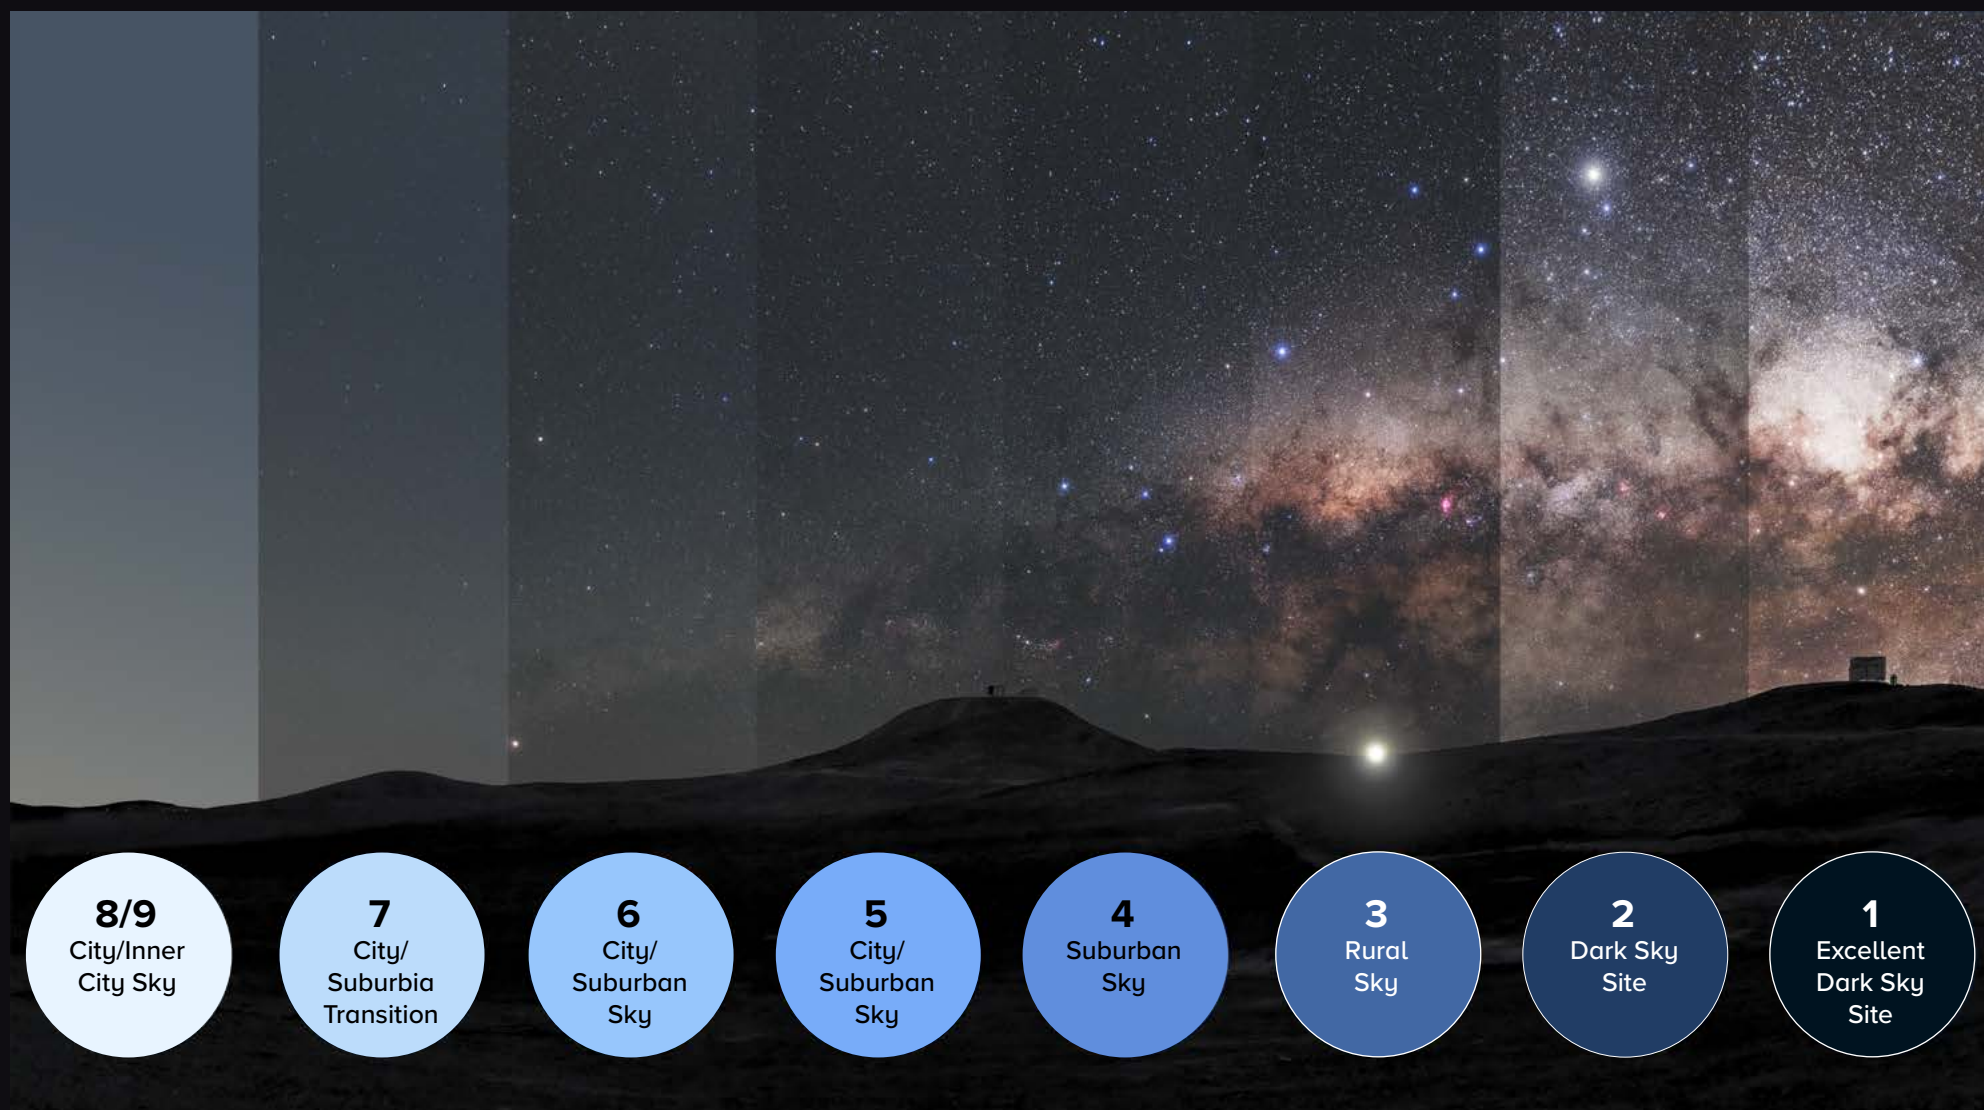 8/9
City/Inner
City Sky
7
City/
Suburbia
Transition
6
City/
Suburban
Sky
5
City/
Suburban
Sky
4
Suburban
Sky
3
Rural
Sky
2
Dark Sky
Site
1
Excellent
Dark Sky
Site